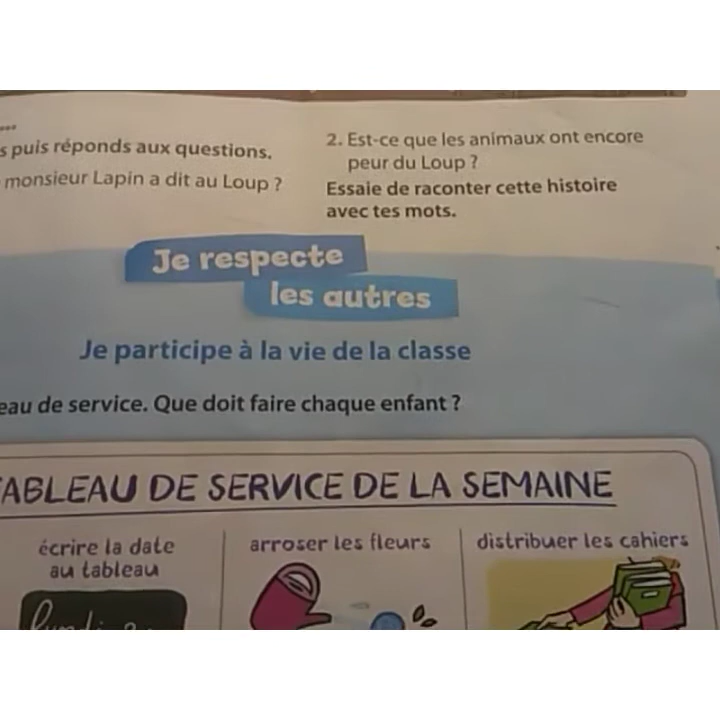 ...
s puis réponds aux questions.
monsieur Lapin a dit au Loup ?
2. Est-ce que les animaux ont encore
peur du Loup ?
Essaie de raconter cette histoire
avec tes mots.
Je respecte
les autres
Je participe à la vie de la classe
eau de service. Que doit faire chaque enfant ?
TABLEAU DE SERVICE DE LA SEMAINE
écrire la date
au tableau
arroser les fleurs
distribuer les cahiers
lundi